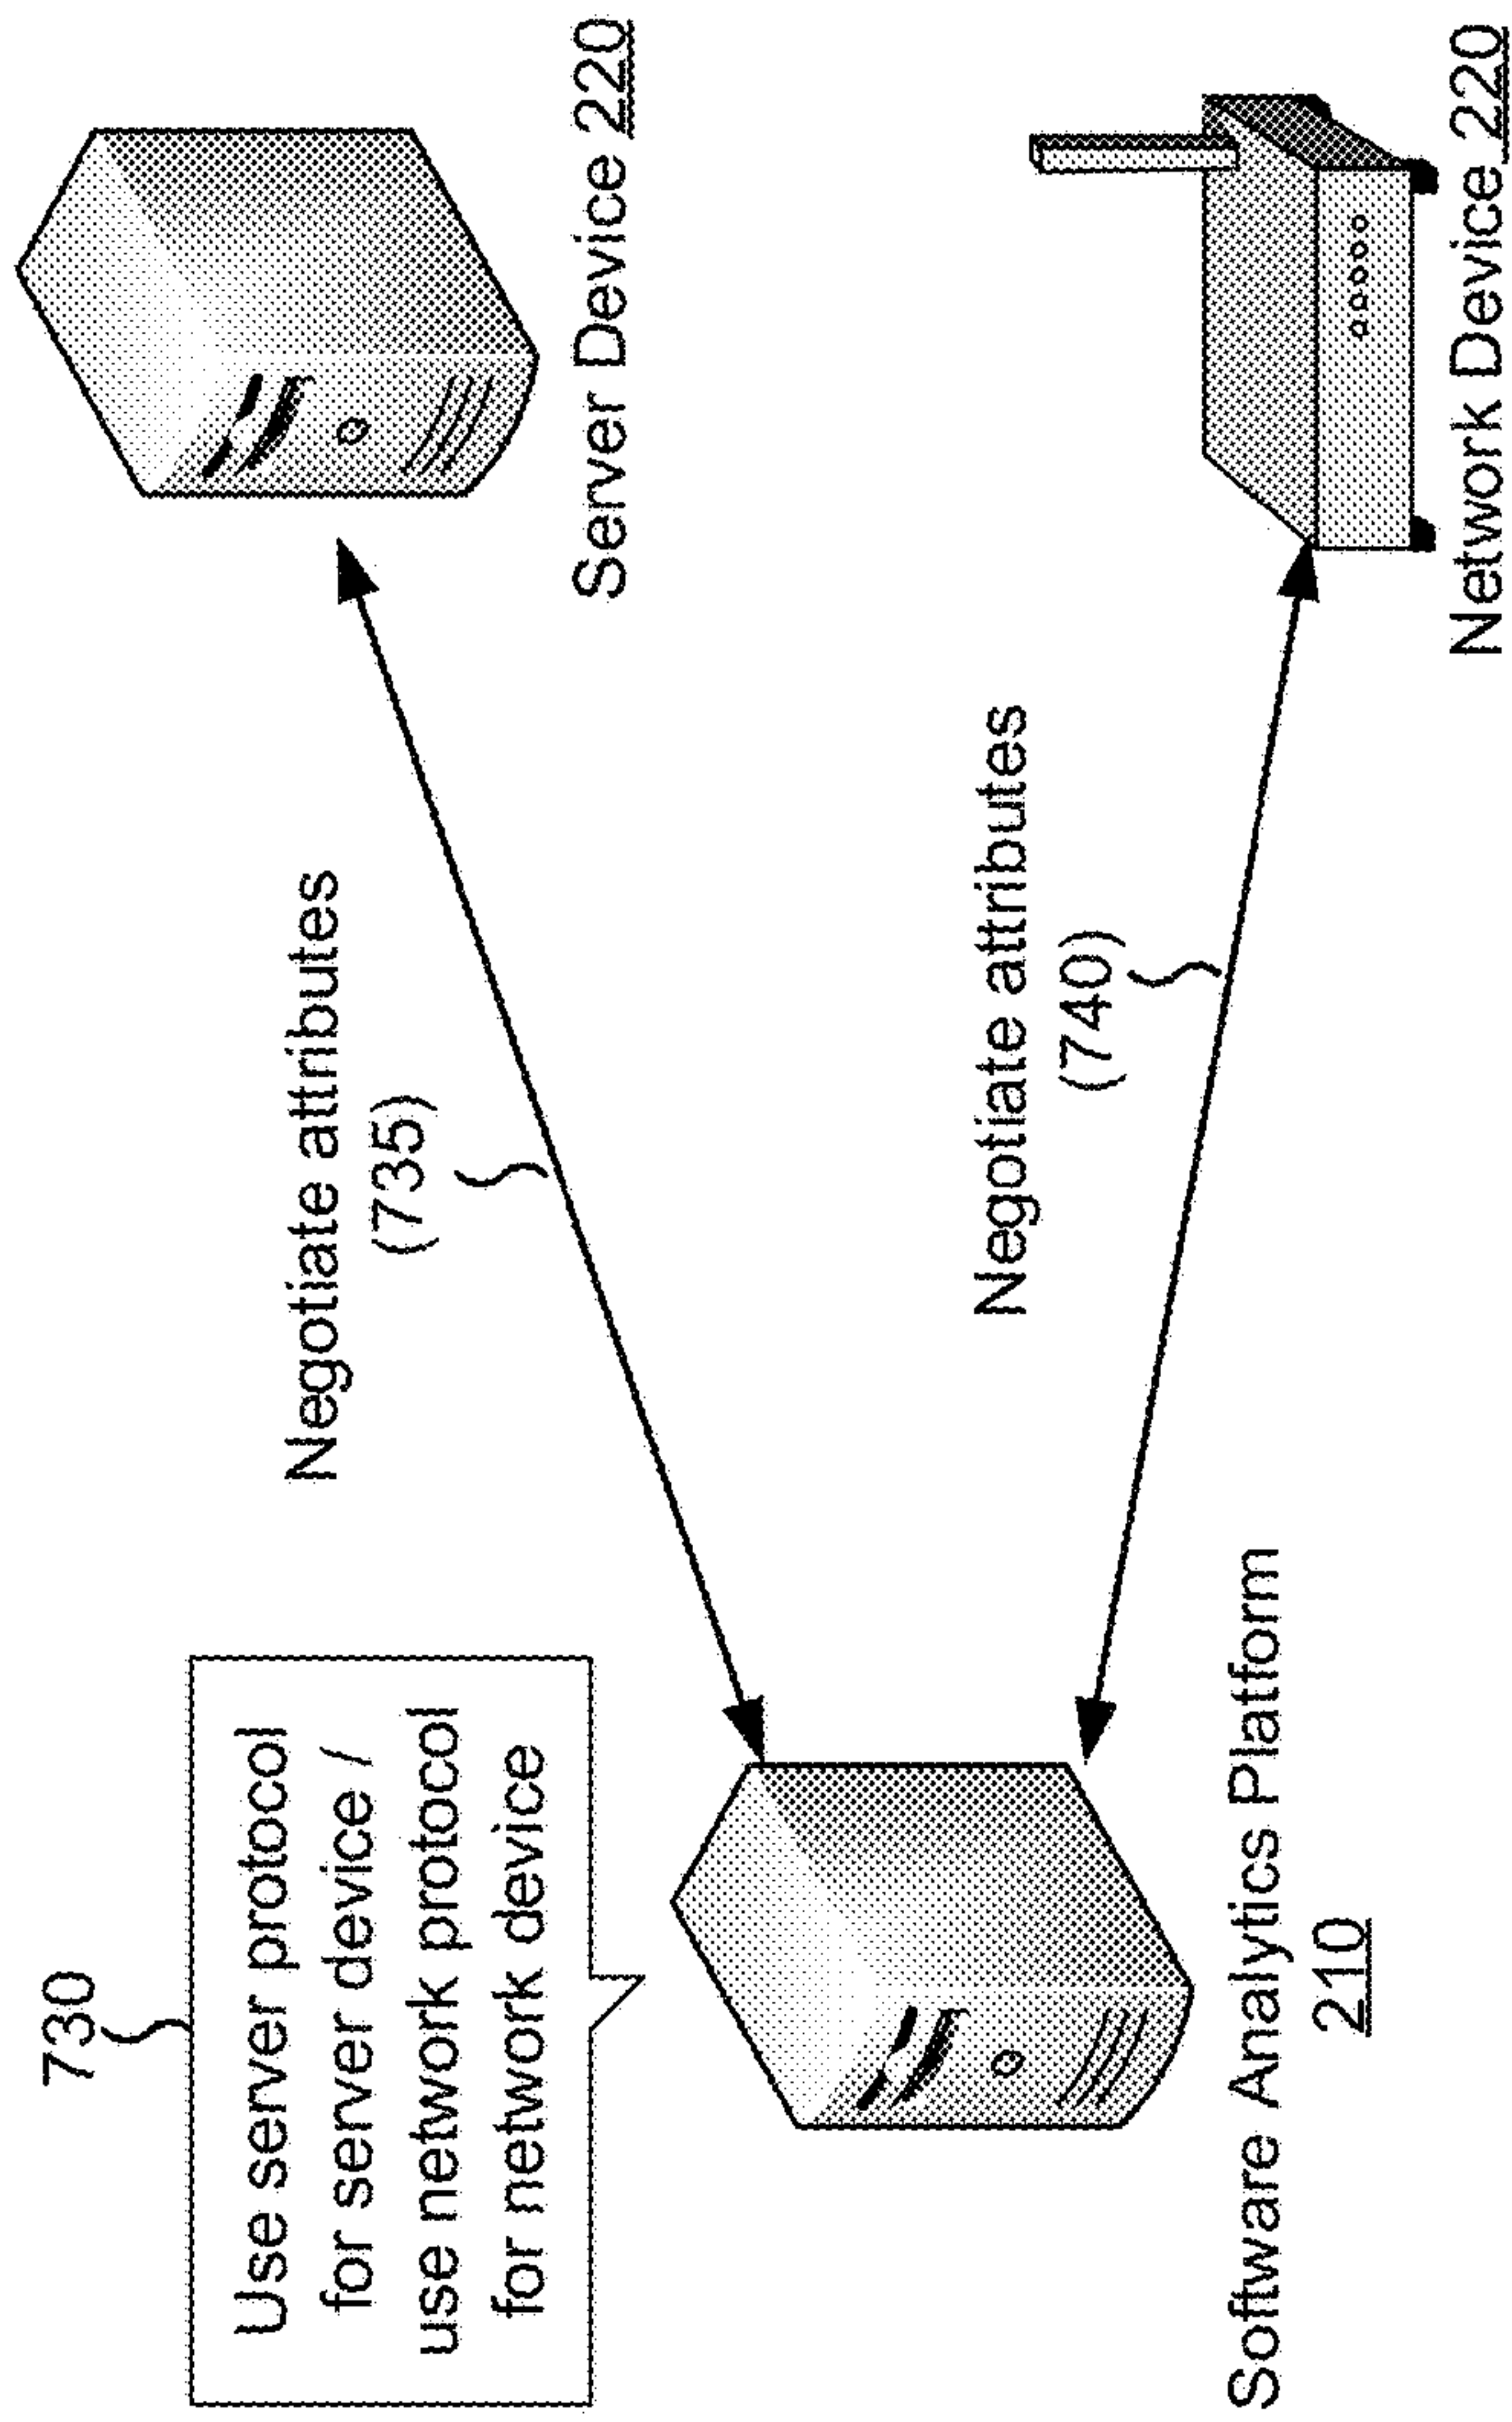 730
Use server protocol
for server device /
use network protocol
for network device
Software Analytics Platform
210
Negotiate attributes
(735)
Negotiate attributes
(740)
Server Device 220
Network Device 220